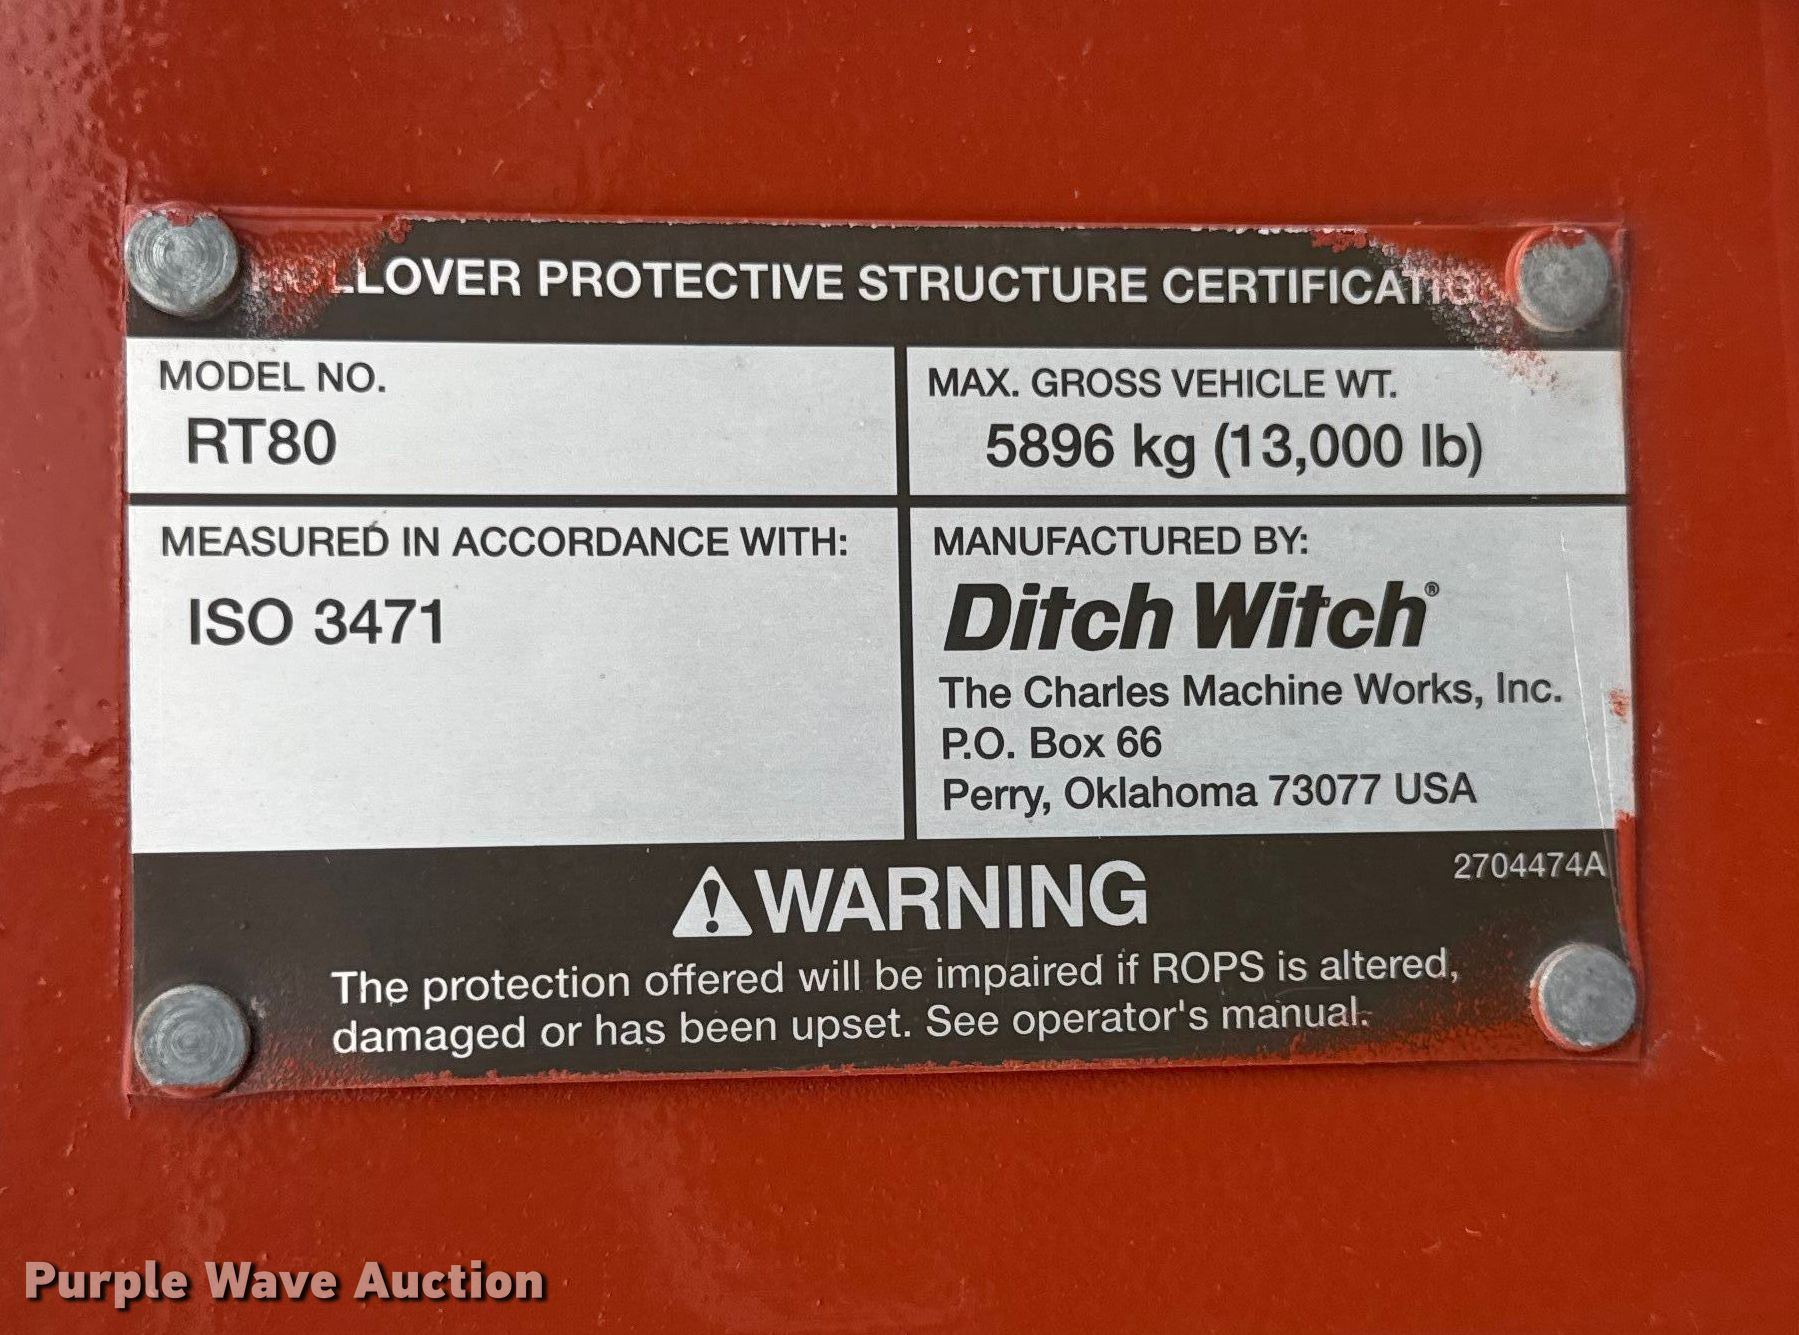 ROLLOVER PROTECTIVE STRUCTURE CERTIFICATION
MODEL NO.
RT80
MAX. GROSS VEHICLE WT.
5896 kg (13,000 lb)
MEASURED IN ACCORDANCE WITH:
ISO 3471
MANUFACTURED BY:
Ditch Witch®
The Charles Machine Works, Inc.
P.O. Box 66
Perry, Oklahoma 73077 USA
2704474A
WARNING
The protection offered will be impaired if ROPS is altered,
damaged or has been upset. See operator's manual.
Purple Wave Auction